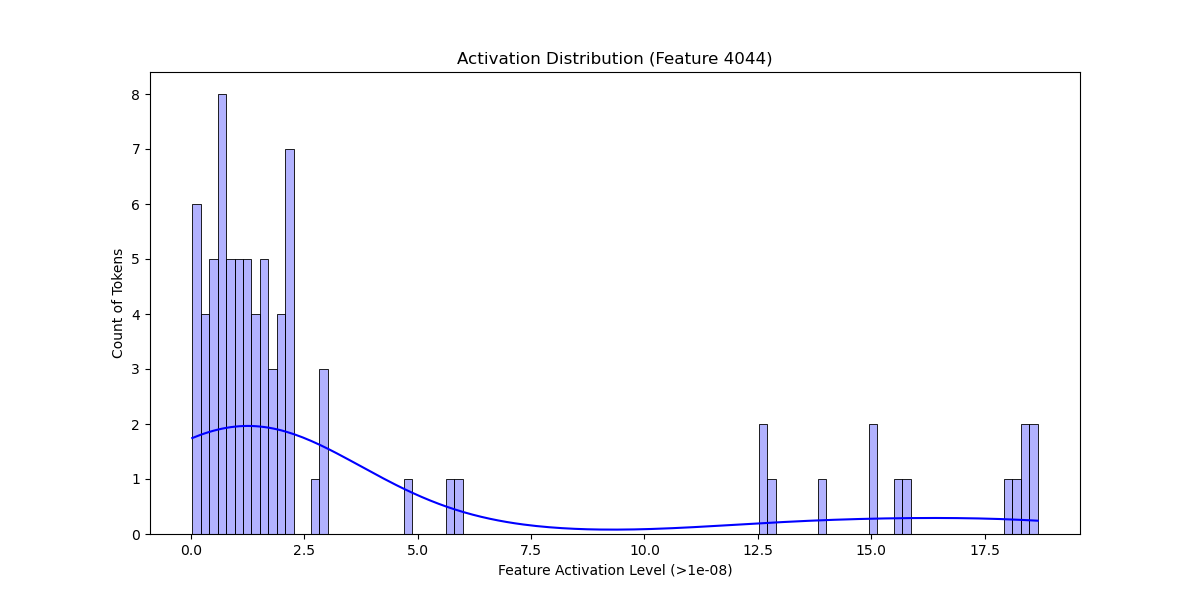 Activation Distribution (Feature 4044)
Count of Tokens
8
7
6
5
4
3
2
1
0
0.0 2.5 5.0 7.5 10.0 12.5 15.0 17.5
Feature Activation Level (>1e-08)